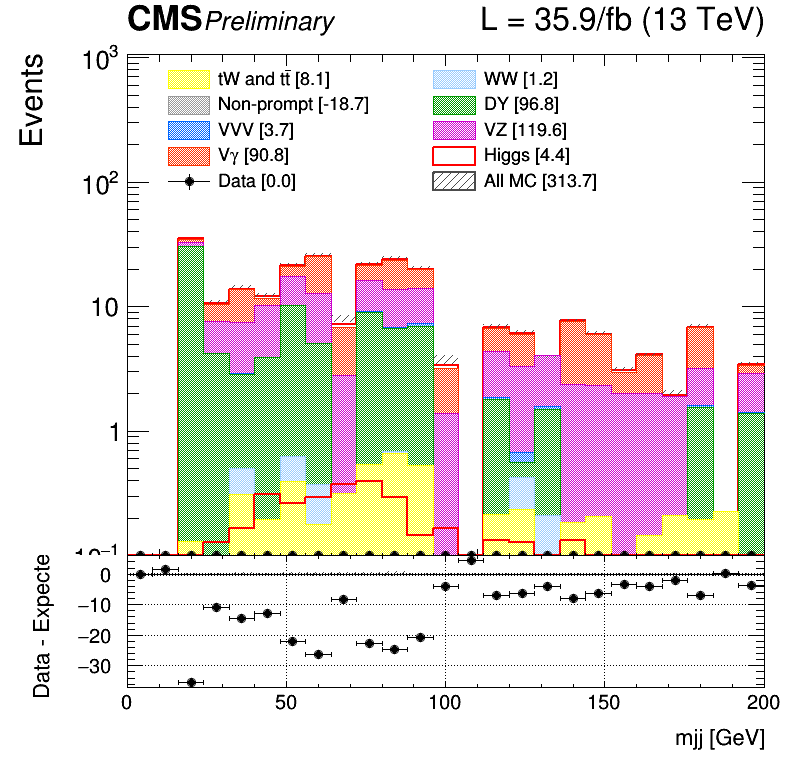 CMS Preliminary L = 35.9/fb (13 TeV)
Events
10³
10²
10
1
10⁻¹
tW and tt̄ [8.1]
WW [1.2]
Non-prompt [-18.7]
DY [96.8]
VVV [3.7]
VZ [119.6]
Vγ [90.8]
Higgs [4.4]
Data [0.0]
All MC [313.7]
Data - Expecte
0
−10
−20
−30
0 50 100 150 200
mjj [GeV]